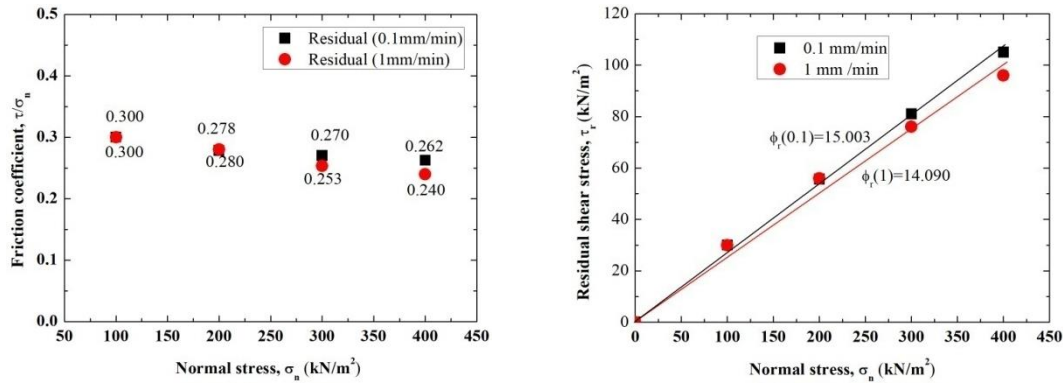 0.5
0.4
0.3
0.2
0.1
0.0
Friction coefficient, τ/σn
Residual (0.1mm/min)
Residual (1mm/min)
0.300
0.300
0.278
0.280
0.270
0.253
0.262
0.240
50 100 150 200 250 300 350 400 450
Normal stress, σn (kN/m²)
120
100
80
60
40
20
0
Residual shear stress, τr (kN/m²)
0.1 mm/min
1 mm /min
ϕr(0.1)=15.003
ϕr(1)=14.090
0 50 100 150 200 250 300 350 400 450
Normal stress, σn (kN/m²)